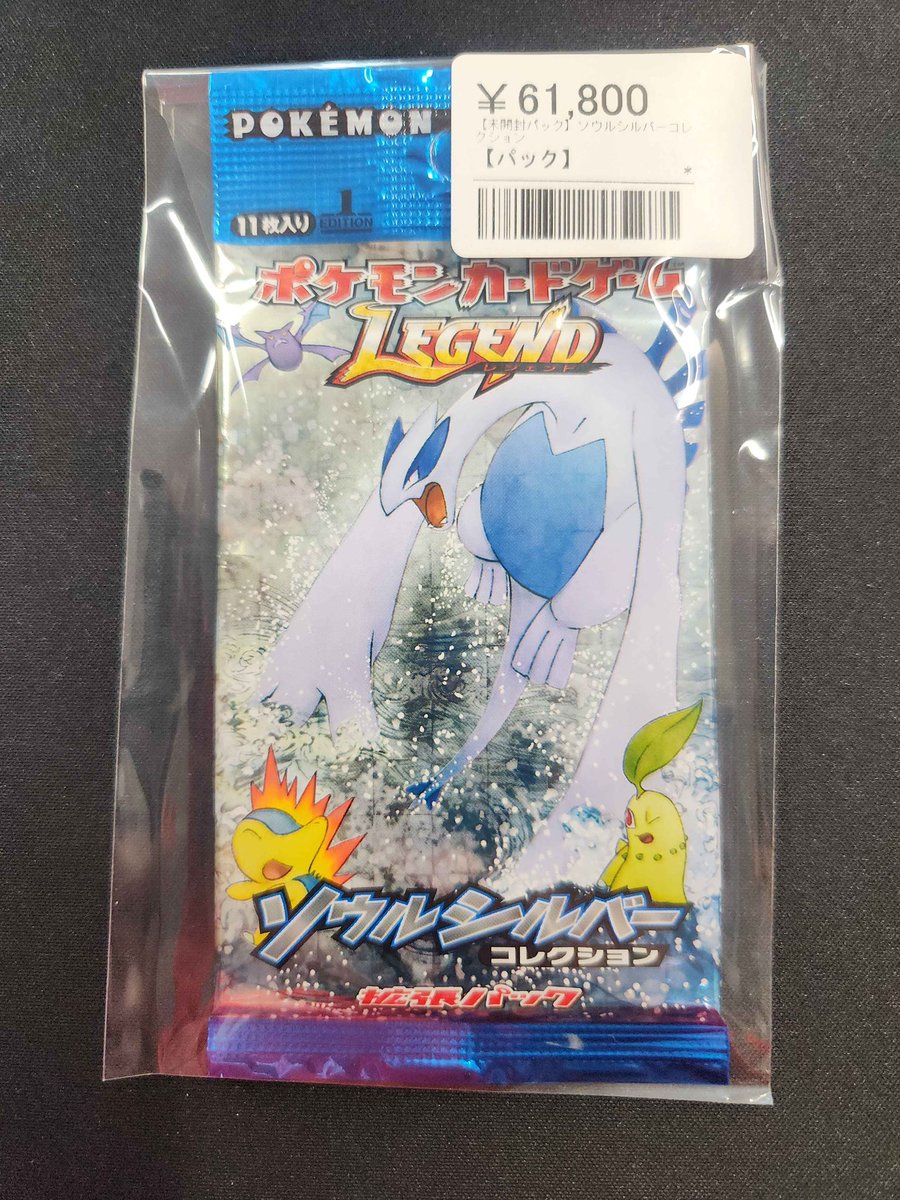 ¥61,800
【未開封パック】ソウルシルバーコレ
クション
【パック】
*
POKÉMON
11枚入り
1
EDITION
ポケモンカードゲーム
LEGEND
レジェンド
ソウルシルバー
コレクション
拡張パック